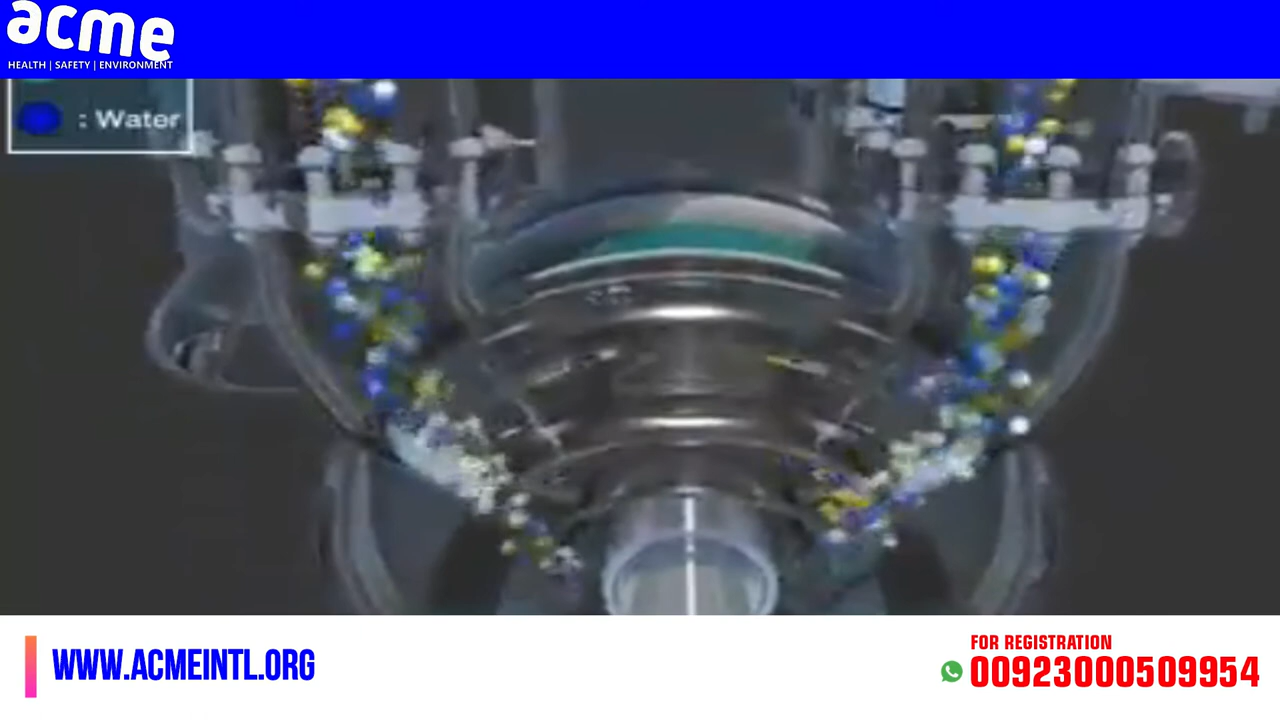 acme
HEALTH | SAFETY | ENVIRONMENT
: Water
WWW.ACMEINTL.ORG
FOR REGISTRATION
00923000509954